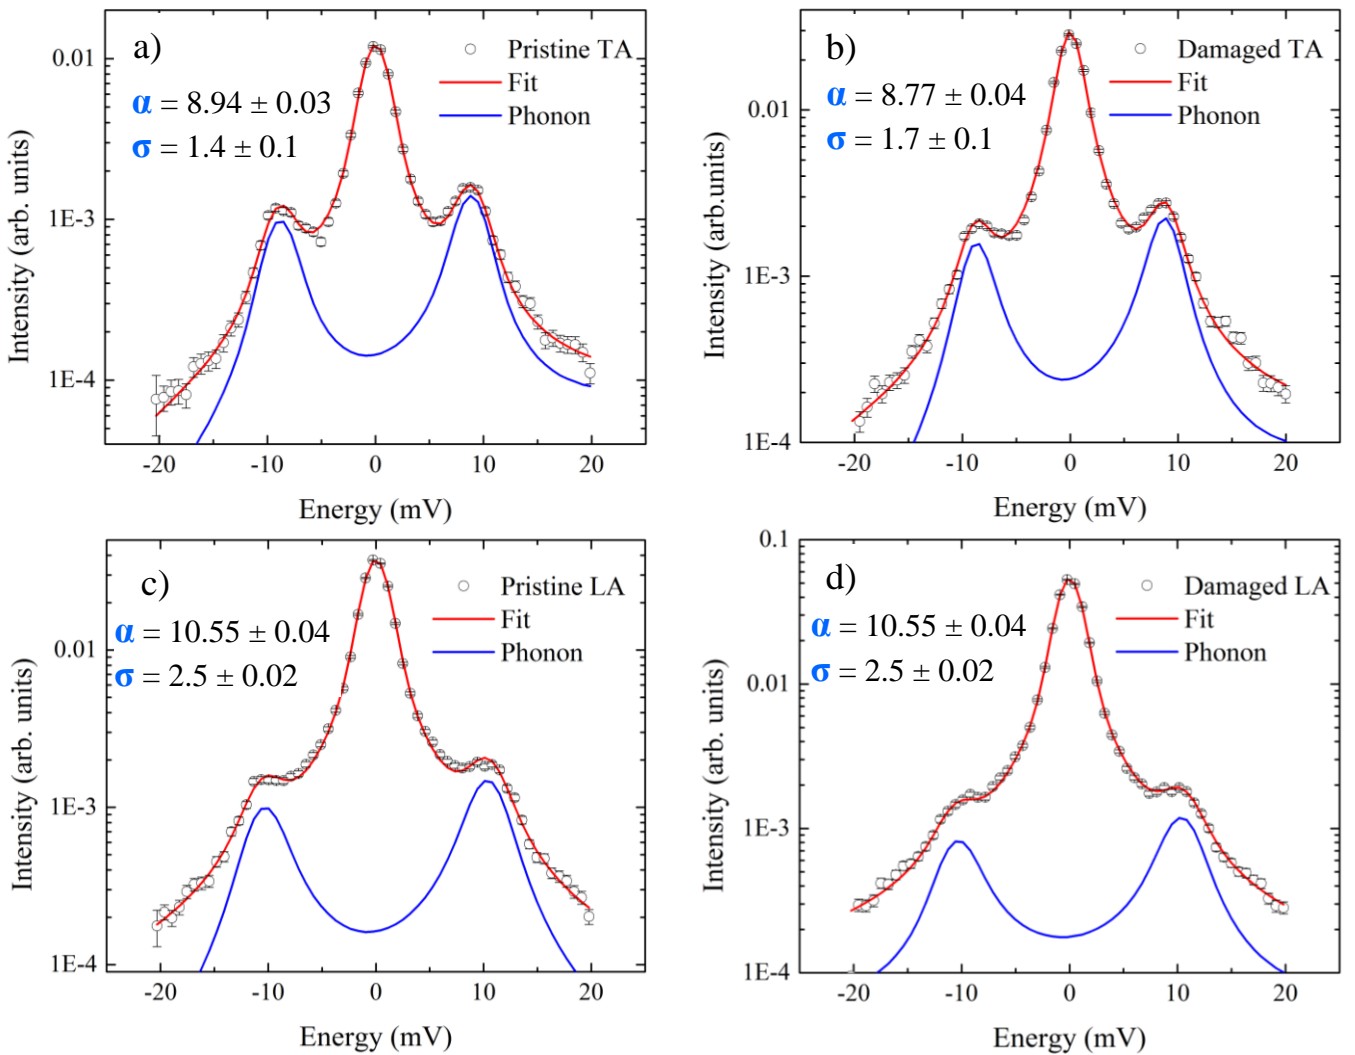 a)
Pristine TA
Fit
Phonon
α = 8.94 ± 0.03
σ = 1.4 ± 0.1
0.01
1E-3
1E-4
Intensity (arb. units)
-20 -10 0 10 20
Energy (mV)
b)
Damaged TA
Fit
Phonon
α = 8.77 ± 0.04
σ = 1.7 ± 0.1
0.01
1E-3
1E-4
Intensity (arb.units)
-20 -10 0 10 20
Energy (mV)
c)
Pristine LA
Fit
Phonon
α = 10.55 ± 0.04
σ = 2.5 ± 0.02
0.01
1E-3
1E-4
Intensity (arb. units)
-20 -10 0 10 20
Energy (mV)
d)
Damaged LA
Fit
Phonon
α = 10.55 ± 0.04
σ = 2.5 ± 0.02
0.1
0.01
1E-3
1E-4
Intensity (arb. units)
-20 -10 0 10 20
Energy (mV)